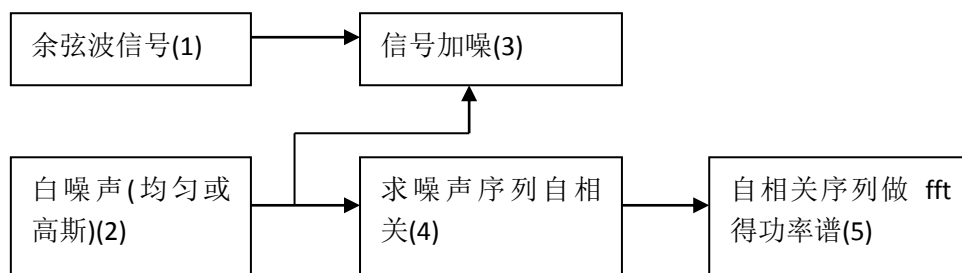 余弦波信号(1)
信号加噪(3)
白噪声(均匀或
高斯)(2)
求噪声序列自相
关(4)
自相关序列做 fft
得功率谱(5)